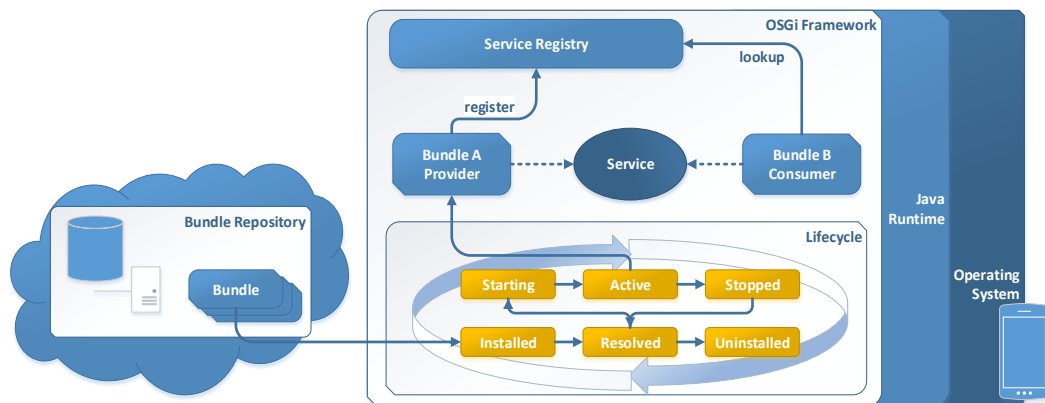 OSGi Framework
Service Registry
lookup
register
Bundle A
Provider
Service
Bundle B
Consumer
Java
Runtime
Bundle Repository
Lifecycle
Operating
System
Bundle
Starting
Active
Stopped
Installed
Resolved
Uninstalled